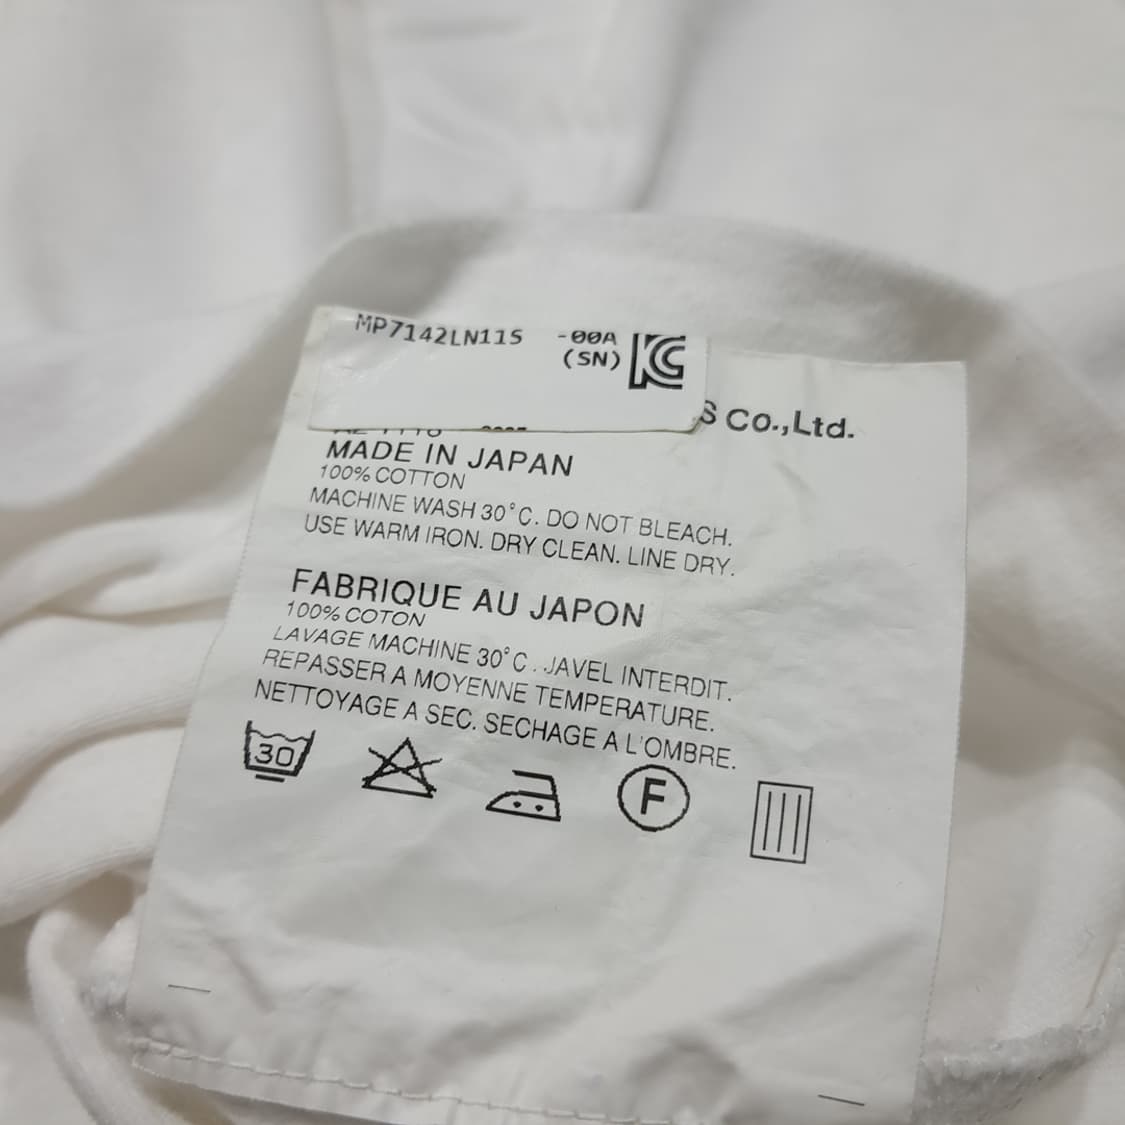 MP7142LN11S -00A
(SN)
S Co.,Ltd.
MADE IN JAPAN
100% COTTON
MACHINE WASH 30°C. DO NOT BLEACH.
USE WARM IRON. DRY CLEAN. LINE DRY.
FABRIQUE AU JAPON
100% COTON
LAVAGE MACHINE 30°C. JAVEL INTERDIT.
REPASSER A MOYENNE TEMPERATURE.
NETTOYAGE A SEC. SECHAGE A L'OMBRE.
30
F